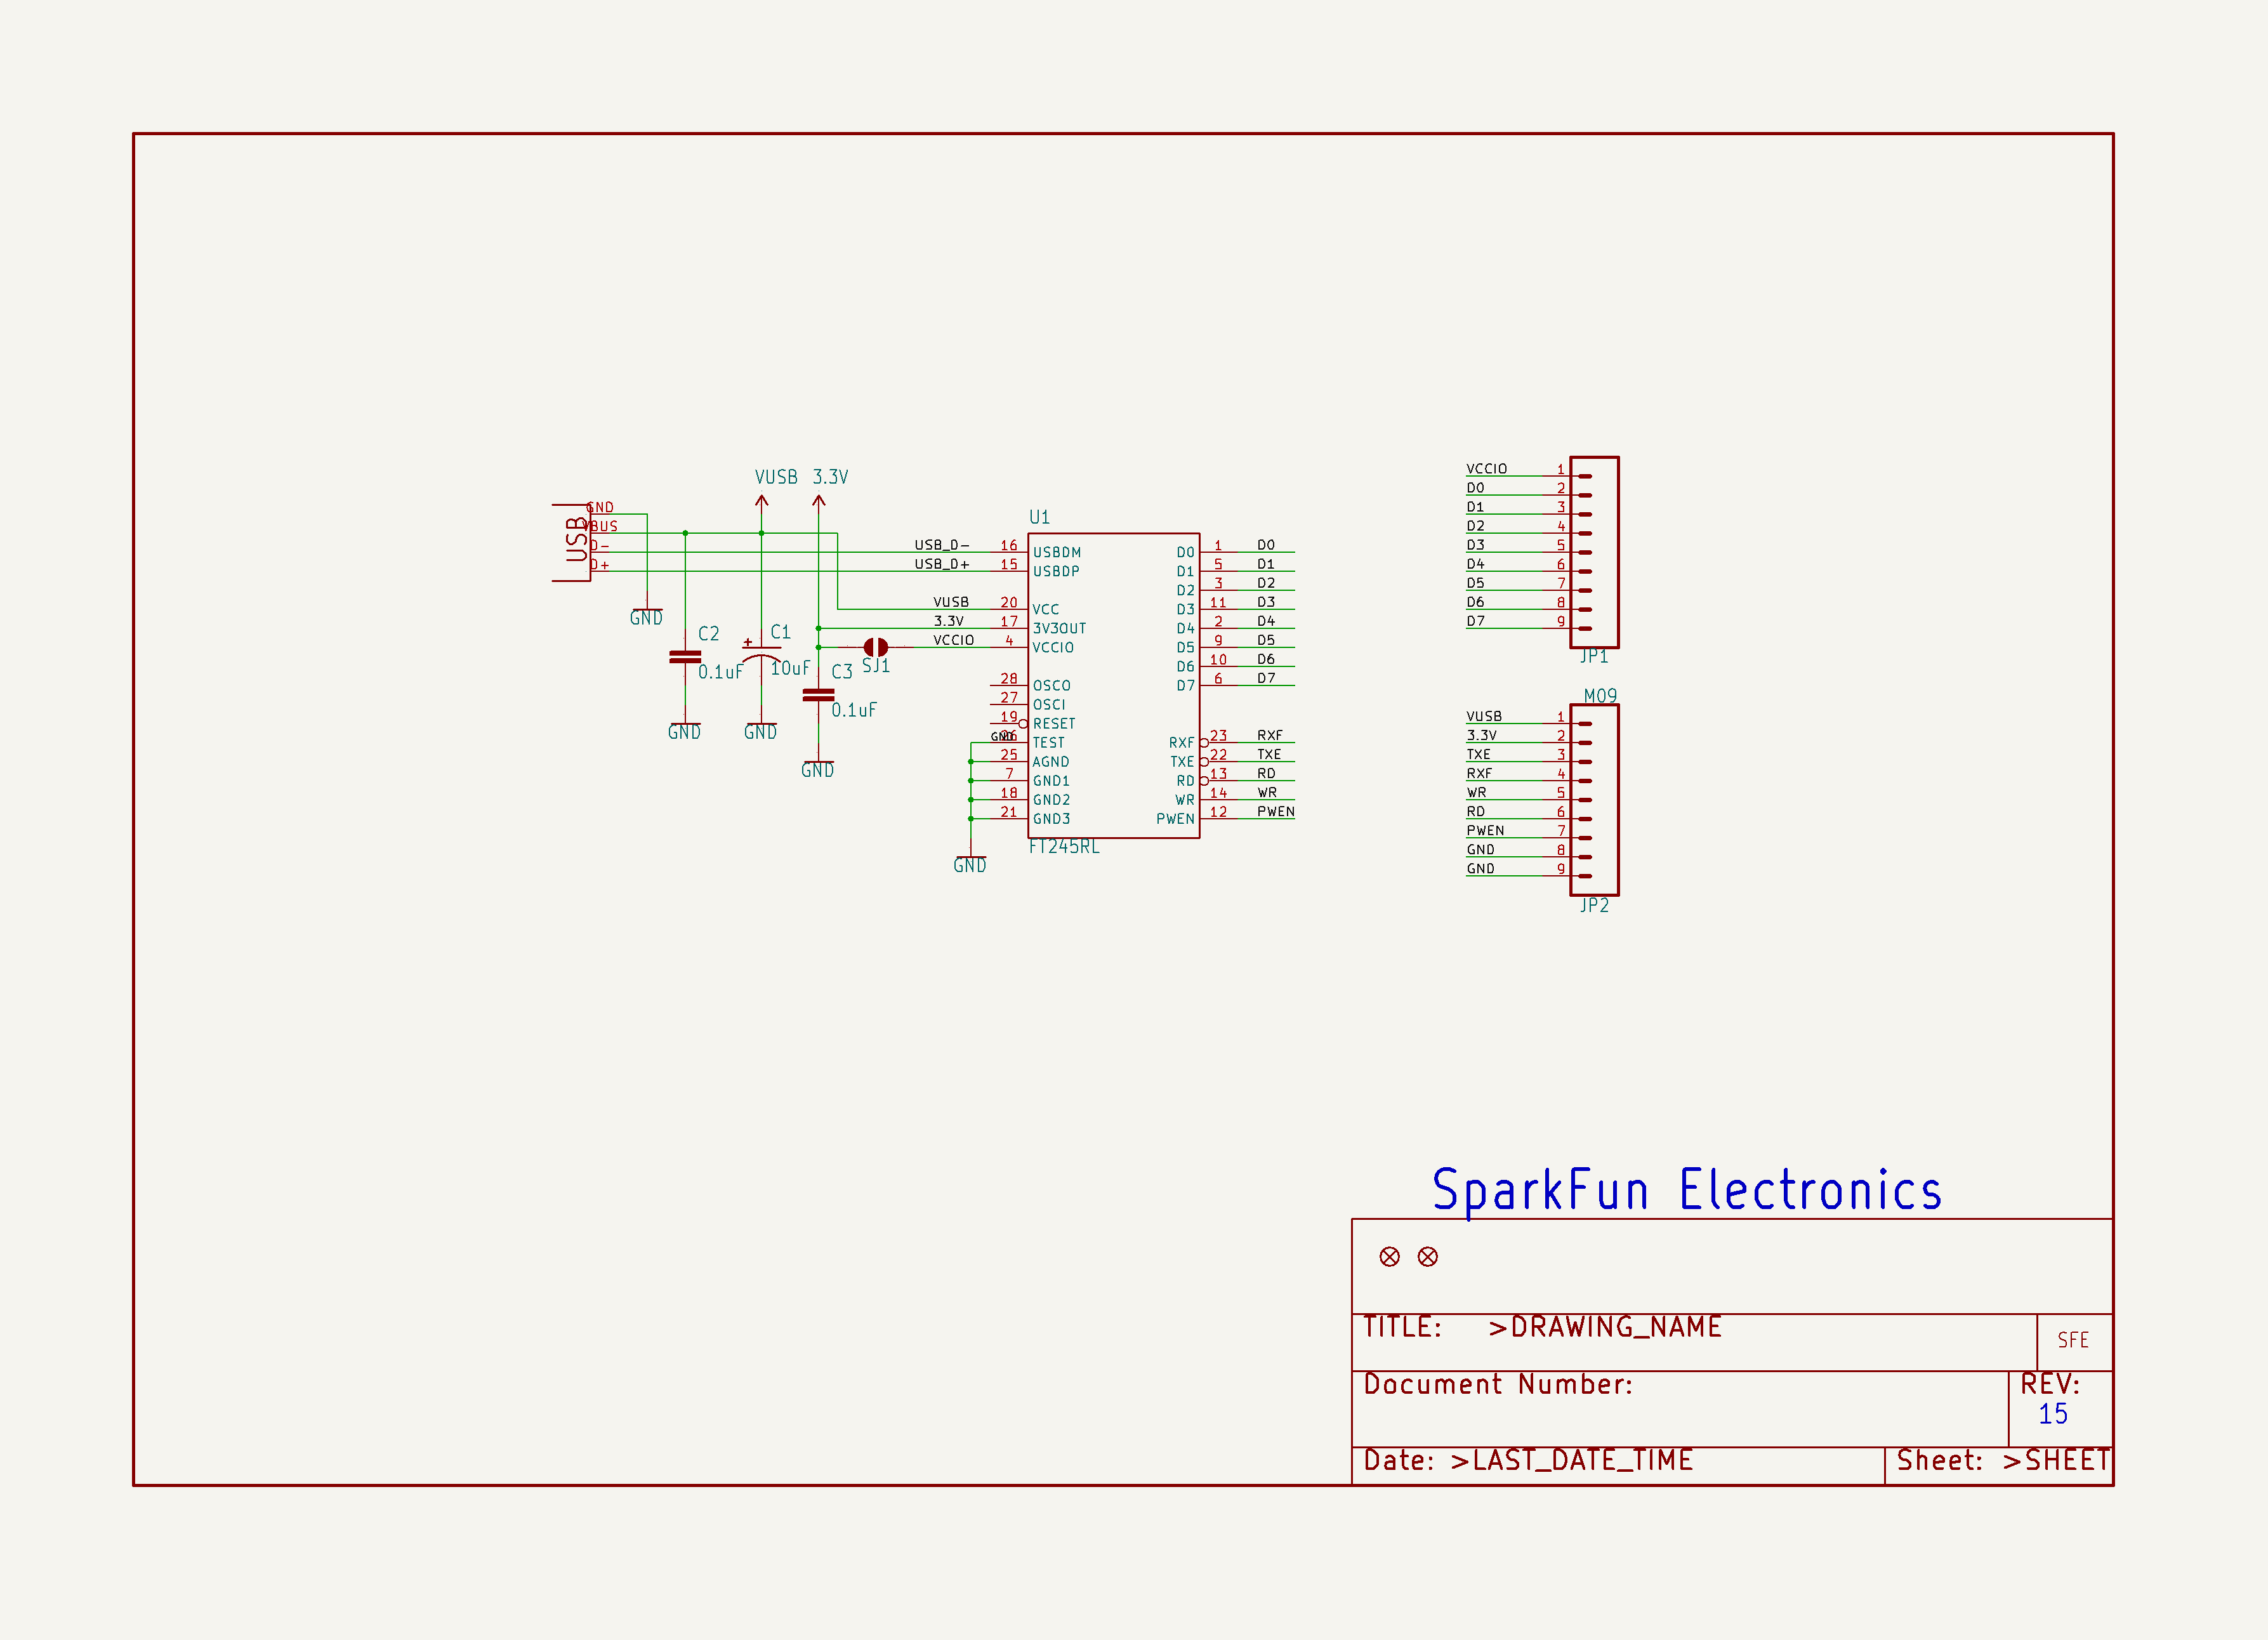 VUSB 3.3V
GND
VBUS
D-
D+
USB
GND
C2
0.1uF
GND
C1
10uF
GND
C3
0.1uF
GND
SJ1
U1
USB_D- 16 USBDM
USB_D+ 15 USBDP
VUSB 20 VCC
3.3V 17 3V3OUT
VCCIO 4 VCCIO
28 OSCO
27 OSCI
19 RESET
GND 26 TEST
25 AGND
7 GND1
18 GND2
21 GND3
GND
FT245RL
D0 1 D0
D1 5 D1
D2 3 D2
D3 11 D3
D4 2 D4
D5 9 D5
D6 10 D6
D7 6 D7
RXF 23 RXF
TXE 22 TXE
RD 13 RD
WR 14 WR
PWEN 12 PWEN
VCCIO 1
D0 2
D1 3
D2 4
D3 5
D4 6
D5 7
D6 8
D7 9
JP1
M09
VUSB 1
3.3V 2
TXE 3
RXF 4
WR 5
RD 6
PWEN 7
GND 8
GND 9
JP2
SparkFun Electronics
TITLE: >DRAWING_NAME
SFE
Document Number:
REV:
15
Date: >LAST_DATE_TIME
Sheet: >SHEET